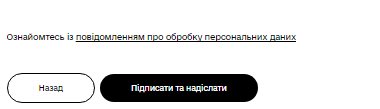 Ознайомтесь із повідомленням про обробку персональних даних
Назад
Підписати та надіслати